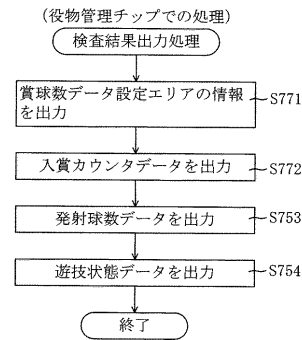 (役物管理チップでの処理)
検査結果出力処理
賞球数データ設定エリアの情報
を出力
S771
入賞カウンタデータを出力
S772
発射球数データを出力
S753
遊技状態データを出力
S754
終了